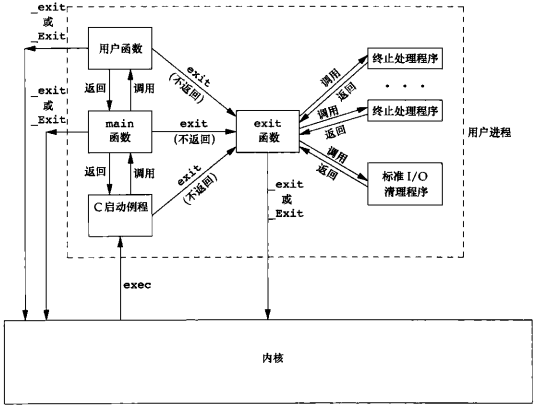 _exit
或
_Exit
用户函数
exit
(不返回)
返回
调用
_exit
或
_Exit
main
函数
exit
(不返回)
exit
函数
返回
调用
exit
(不返回)
C启动例程
调用
返回
终止处理程序
· · ·
调用
返回
终止处理程序
调用
返回
标准 I/O
清理程序
用户进程
_exit
或
_Exit
exec
内核